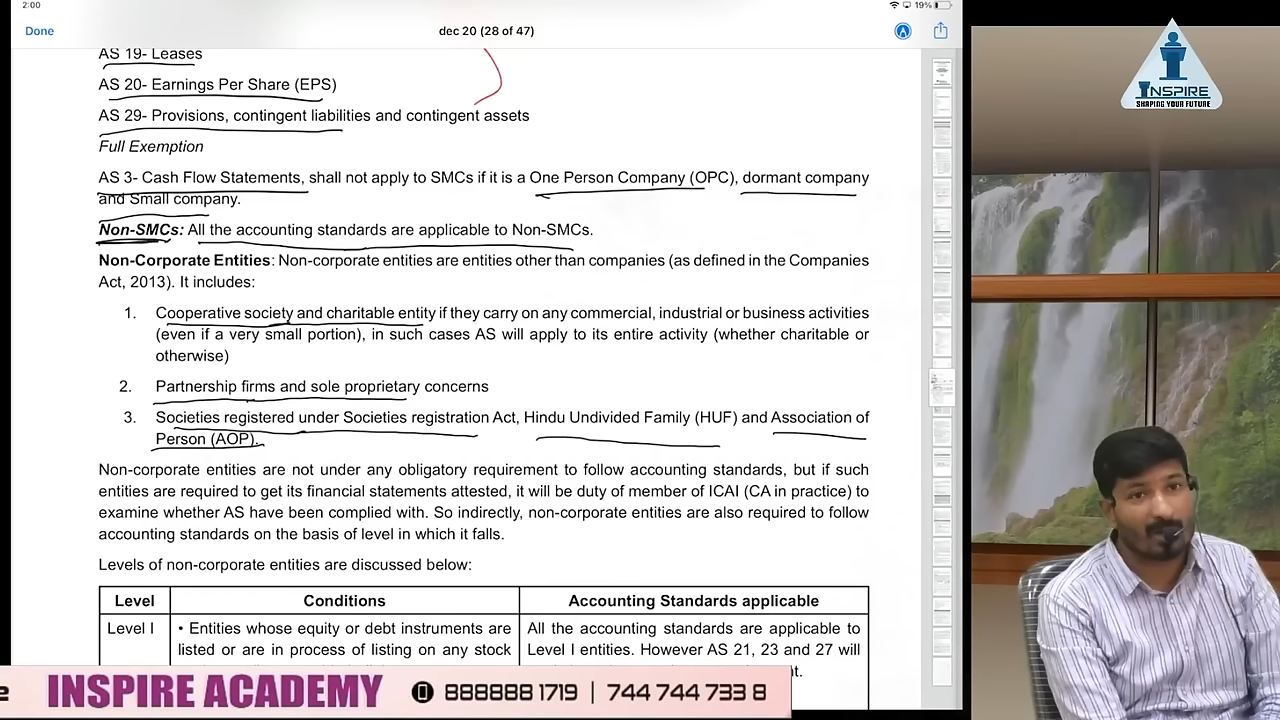 2:00
19%
Done
dec 20 (28 of 47)
AS 19- Leases
AS 20- Earnings Per Share (EPS)
AS 29- Provisions, contingent liabilities and contingent assets
Full Exemption
AS 3- Cash Flow Statements, shall not apply to SMCs if it is a One Person Company (OPC), dormant company
and Small company.
Non-SMCs: All the accounting standards are applicable to Non-SMCs.
Non-Corporate Entities: Non-corporate entities are entities other than companies (as defined in the Companies
Act, 2013). It includes:
1. Cooperative society and charitable entity if they carry on any commercial, industrial or business activities
(even if a very small portion), in such cases AS will apply to its entire activity (whether charitable or
otherwise)
2. Partnership firms and sole proprietary concerns
3. Societies registered under Societies registration Act, Hindu Undivided Family (HUF) and Association of
Person (AOP).
Non-corporate entities are not under any obligatory requirement to follow accounting standards, but if such
entities are required to get its financial statements attested it will be duty of member of ICAI (CA in practice) to
examine whether AS have been complied with. So indirectly, non-corporate entities are also required to follow
accounting standards on the basis of level in which it falls.
Levels of non-corporate entities are discussed below:
Level Conditions Accounting Standards applicable
Level I • Entities whose equity or debt instruments are All the accounting standards are applicable to
listed or are in process of listing on any stock Level I entities. However AS 21, 23 and 27 will
INSPIRE
SHAPING YOUR FUTURE
INSPIRE ACADEMY 888888 1719 | 744 744 733 8